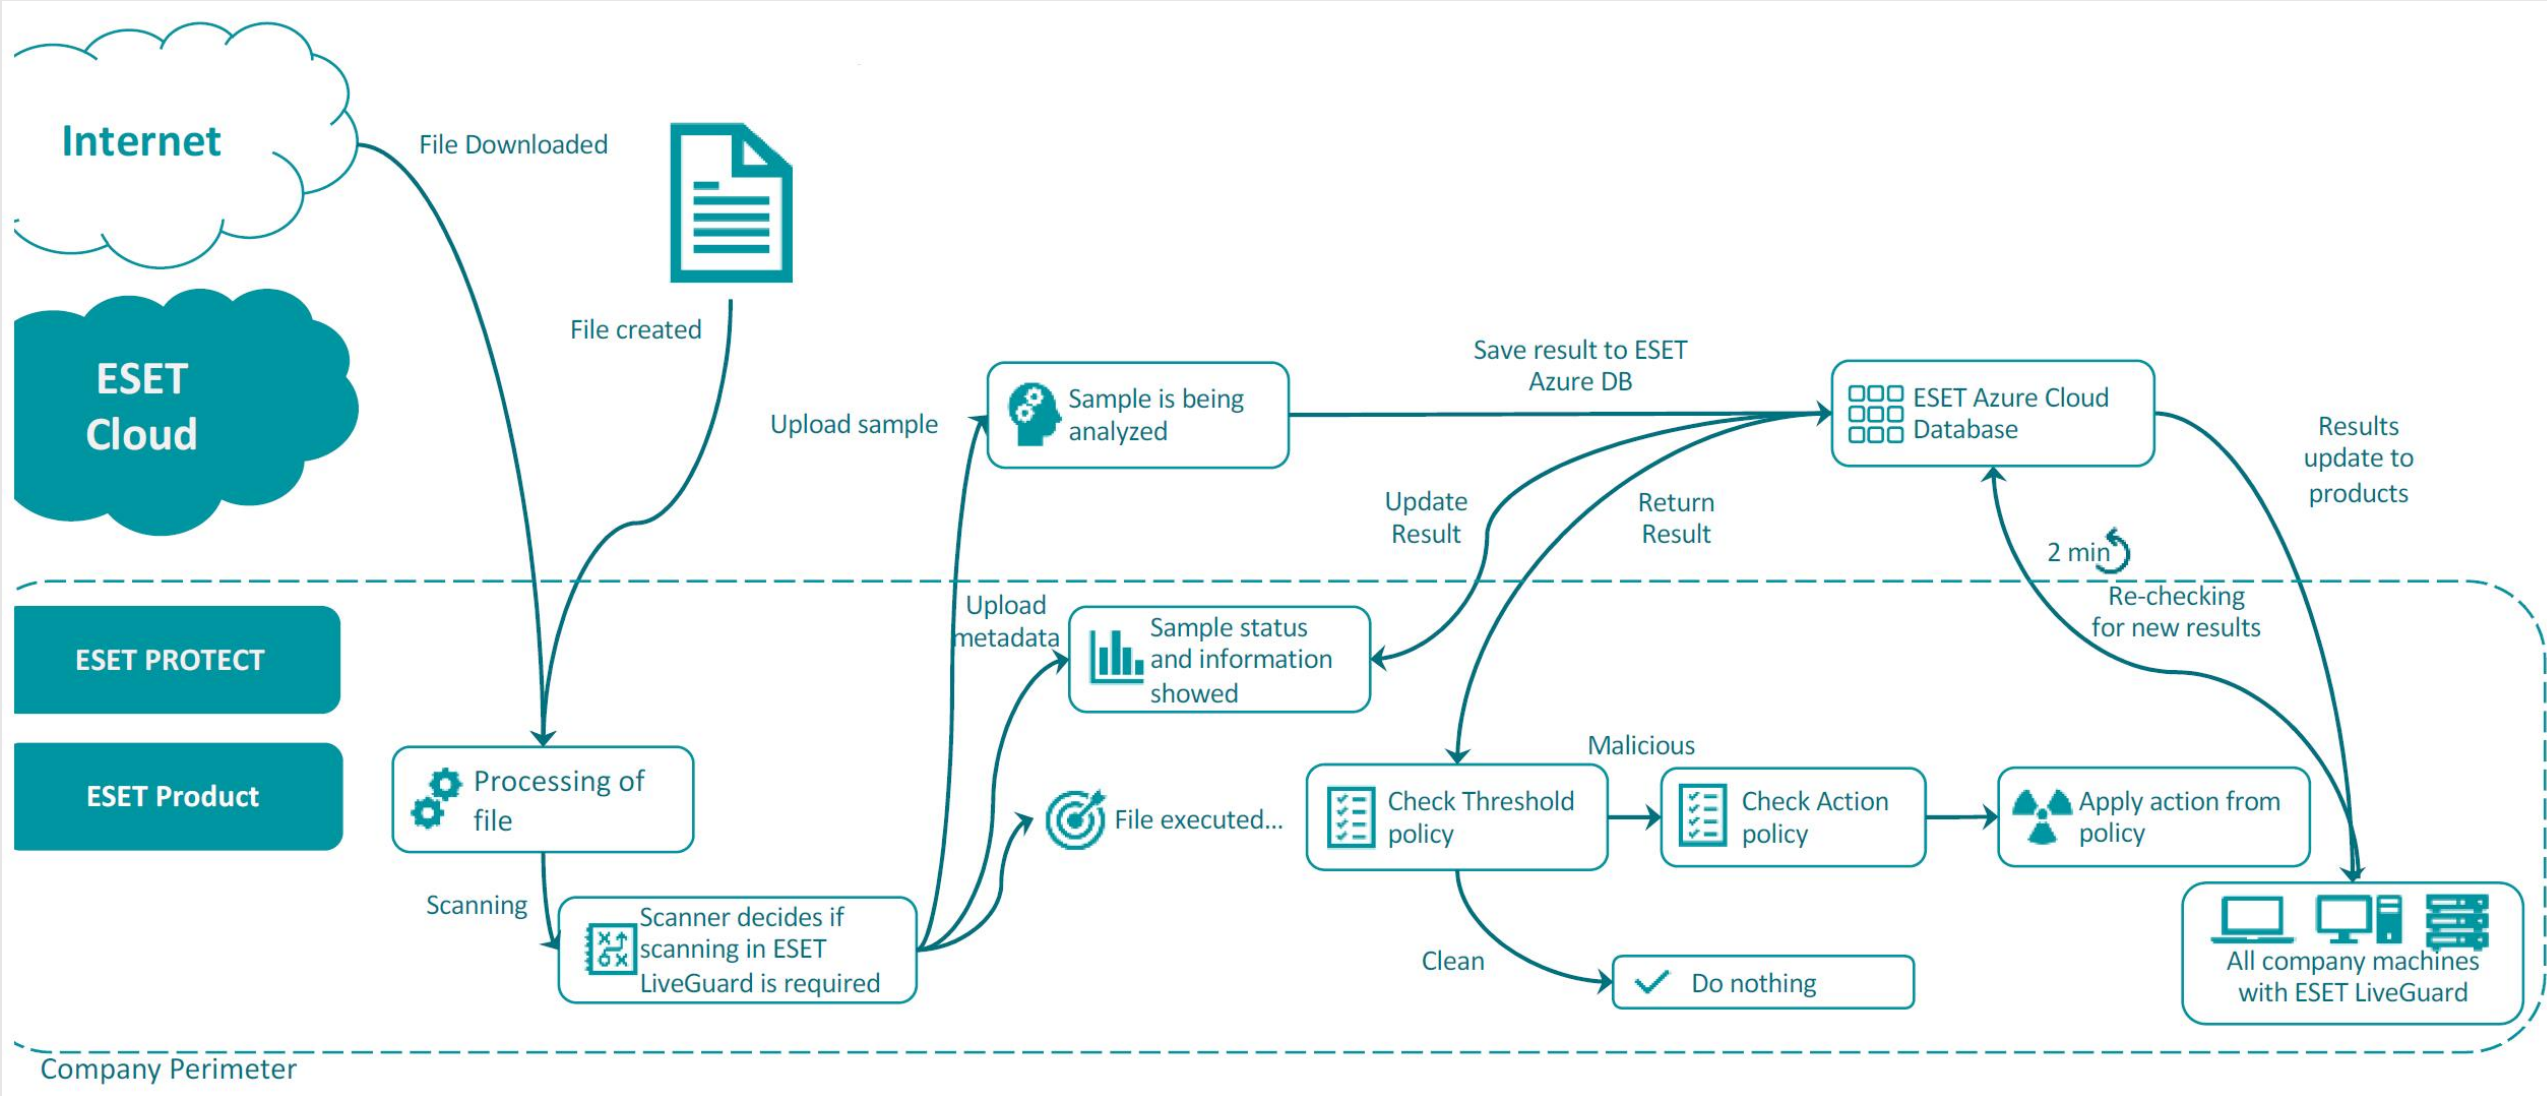 Internet
File Downloaded
File created
ESET
Cloud
Upload sample
Sample is being
analyzed
Save result to ESET
Azure DB
ESET Azure Cloud
Database
Results
update to
products
Update
Result
Return
Result
2 min
Re-checking
for new results
Upload
metadata
Sample status
and information
showed
ESET PROTECT
ESET Product
Processing of
file
File executed...
Check Threshold
policy
Malicious
Check Action
policy
Apply action from
policy
Scanning
Scanner decides if
scanning in ESET
LiveGuard is required
Clean
Do nothing
All company machines
with ESET LiveGuard
Company Perimeter